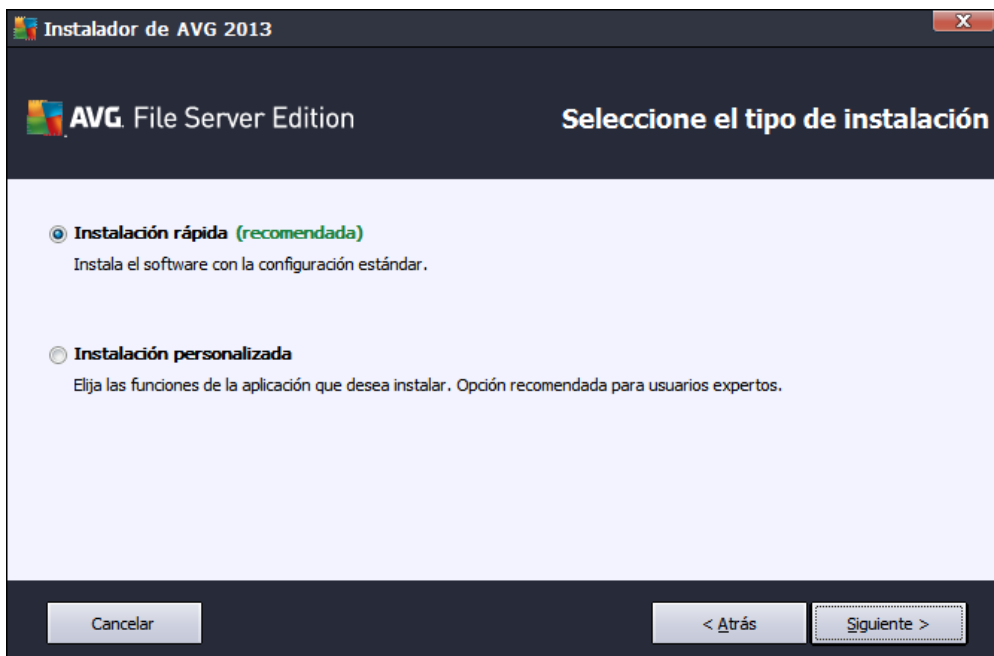 Instalador de AVG 2013
X
AVG. File Server Edition
Seleccione el tipo de instalación
Instalación rápida (recomendada)
Instala el software con la configuración estándar.
Instalación personalizada
Elija las funciones de la aplicación que desea instalar. Opción recomendada para usuarios expertos.
Cancelar
< Atrás
Siguiente >